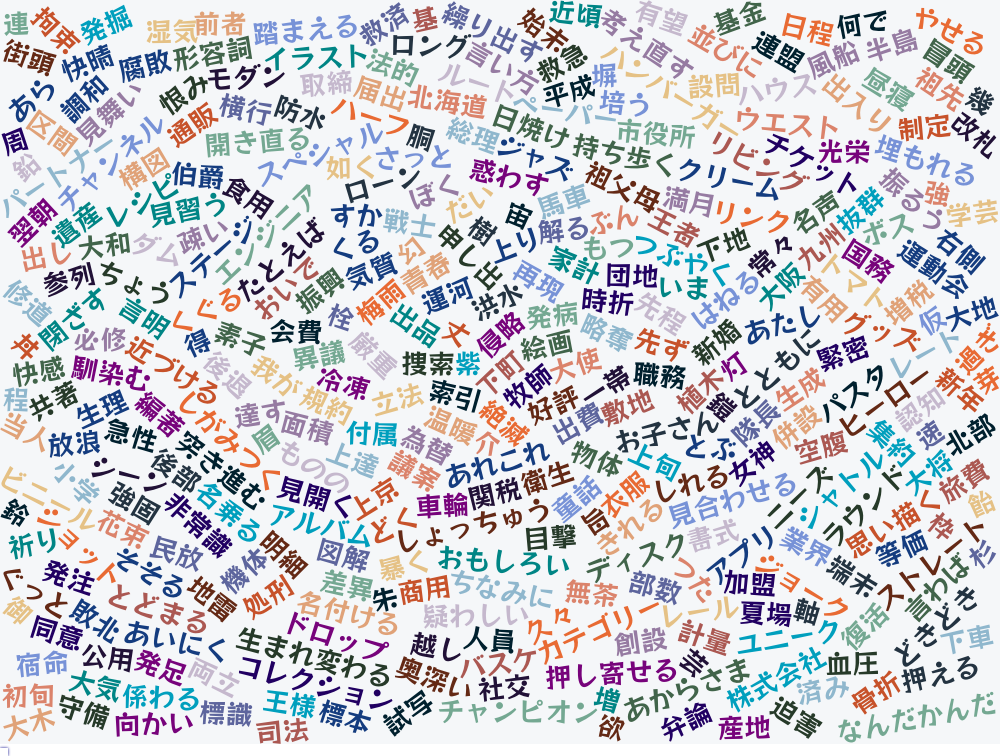 連
拘束
発掘
湿気
前者
踏まえる
救済
基
繰り出す
始末
近頃
考え直す
有望
並びに
基金
日程
何で
やせる
街頭
快晴
腐敗
形容詞
イラスト
法的
ロング
言い方
救急
塀
ハンバーガー
設問
連盟
風船
半島
冒頭
あら
調和
見舞い
恨み
モダン
取締
届出
北海道
ルート
ペーパー
平成
培う
ハウス
出入り
昼寝
祖先
幾
周
区間
通販
横行
防水
ハーフ
胴
総理
日焼け
持ち歩く
市役所
ウエスト
制定
改札
鉛
パートナー
チャンネル
構図
開き直る
スペシャル
如く
さっと
ジャズ
リビング
チケット
光栄
埋もれる
翌朝
遺産
レシピ
伯爵
食用
見習う
エンジニア
ローン
ぼく
惑わす
祖父母
クリーム
満月
リンク
名声
抜群
振るう
強
学芸
出し
大和
ダム
疎い
ステージ
たとえば
すか
戦士
だい
樹
宙
馬車
解る
ぶん
王者
下地
常々
九州
ボス
右側
参列
ちょう
くぐる
おいで
振興
くる
気質
幻
青春
申し出
上り
再現
家計
もつ
つぶやく
団地
いま
大阪
国務
運動会
修道
閉ざす
言明
得
素子
会費
栓
梅雨
出品
運河
洪水
丈
侵略
発病
時折
先程
ばねる
有用
トマト
増税
仮
大地
丼
必修
近づける
後退
異議
厳重
捜索
紫
下町
絵画
略奪
先ず
新婚
あたし
グッズ
レート
過ぎ
快感
馴染む
我が
冷凍
規約
立法
索引
牧師
大使
一帯
職務
植木
灯
ともに
緊密
新芽
年
程
共著
生理
編著
しがみつく
達す
面積
付属
為替
温暖
介
絶滅
好評
出費
敷地
お子さん
鎧
とぶ
隊長
生成
併設
パスタ
ヒーロー
認知
当人
放浪
急性
突き進む
眉
ものの
上達
議案
あれこれ
衛生
物体
上旬
しれる
女神
空腹
集約
速
北部
ビニール
小学
シーン
後部
名乗る
見開く
上京
車輪
関税
童話
旨
衣服
見合わせる
ニーズ
シャトル
大将
旅費
鈴
強固
非常識
アルバム
どく
しょっちゅう
目撃
きれる
書式
アプリ
ラウンド
思い描く
枠
飴
祈り
ショット
花束
民放
機体
明細
図解
暴く
おもしろい
ディスク
業界
端末
等価
ストレート
杉
ぐっと
発注
そそる
地雷
処刑
差異
朱
商用
ちなみに
無茶
部数
つた
加盟
ジョーク
言わば
御
敗北
とどまる
名付ける
疑わしい
久々
カテゴリー
レール
夏場
軸
復活
どきどき
同意
あいにく
生まれ変わる
ドロップ
越し
人員
創設
計量
ユニーク
下車
宿命
公用
発足
両立
コレクション
奥深い
バスケ
押し寄せる
芸
株式会社
血圧
押える
初旬
大気
係わる
王様
標本
社交
増
あからさま
済み
骨折
大木
守備
向かい
標識
司法
試写
チャンピオン
欲
弁論
産地
迫害
なんだかんだ